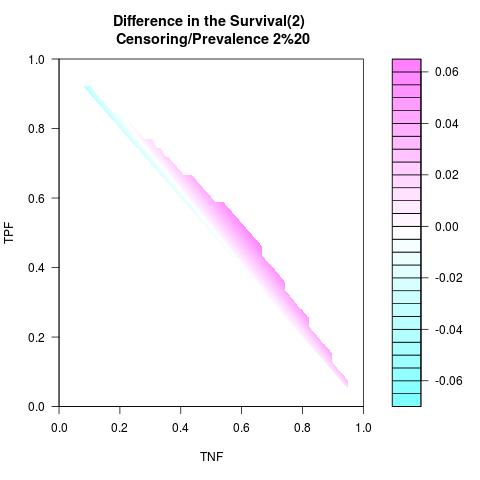 Difference in the Survival(2)
Censoring/Prevalence 2%20
1.0
0.8
0.6
0.4
0.2
0.0
TPF
0.0 0.2 0.4 0.6 0.8 1.0
TNF
0.06
0.04
0.02
0.00
-0.02
-0.04
-0.06